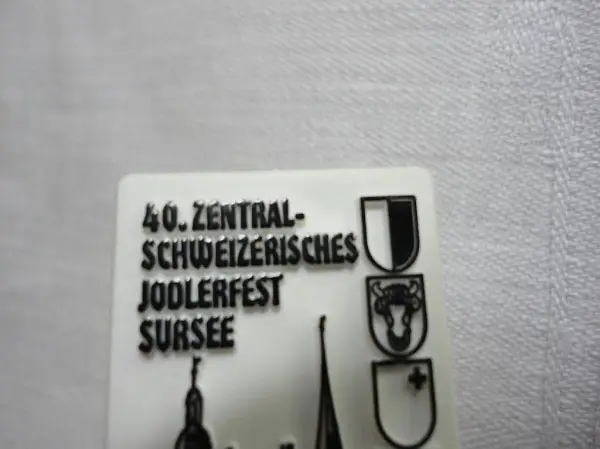 40. ZENTRAL-
SCHWEIZERISCHES
JODLERFEST
SURSEE